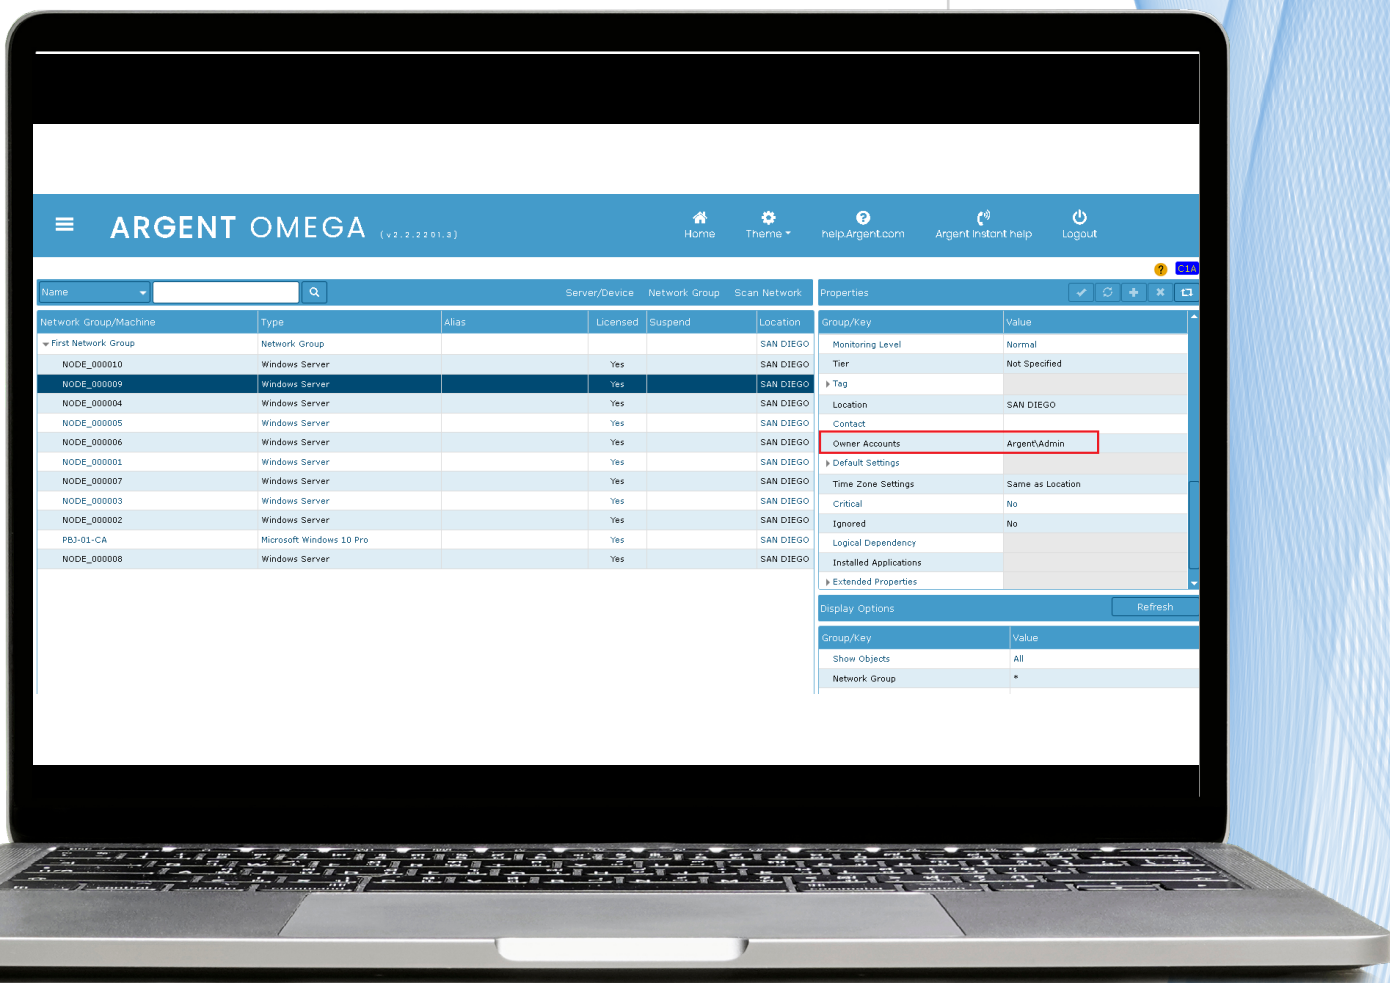 ARGENT OMEGA (v2.2.2201.3)
Home
Theme
help.Argent.com
Argent Instant help
Logout
? C1A
Name
Server/Device Network Group Scan Network
Properties
Network Group/Machine Type Alias Licensed Suspend Location
First Network Group Network Group SAN DIEGO
NODE_000010 Windows Server Yes SAN DIEGO
NODE_000009 Windows Server Yes SAN DIEGO
NODE_000004 Windows Server Yes SAN DIEGO
NODE_000005 Windows Server Yes SAN DIEGO
NODE_000006 Windows Server Yes SAN DIEGO
NODE_000001 Windows Server Yes SAN DIEGO
NODE_000007 Windows Server Yes SAN DIEGO
NODE_000003 Windows Server Yes SAN DIEGO
NODE_000002 Windows Server Yes SAN DIEGO
PBJ-01-CA Microsoft Windows 10 Pro Yes SAN DIEGO
NODE_000008 Windows Server Yes SAN DIEGO
Group/Key Value
Monitoring Level Normal
Tier Not Specified
Tag
Location SAN DIEGO
Contact
Owner Accounts Argent\Admin
Default Settings
Time Zone Settings Same as Location
Critical No
Ignored No
Logical Dependency
Installed Applications
Extended Properties
Display Options Refresh
Group/Key Value
Show Objects All
Network Group *